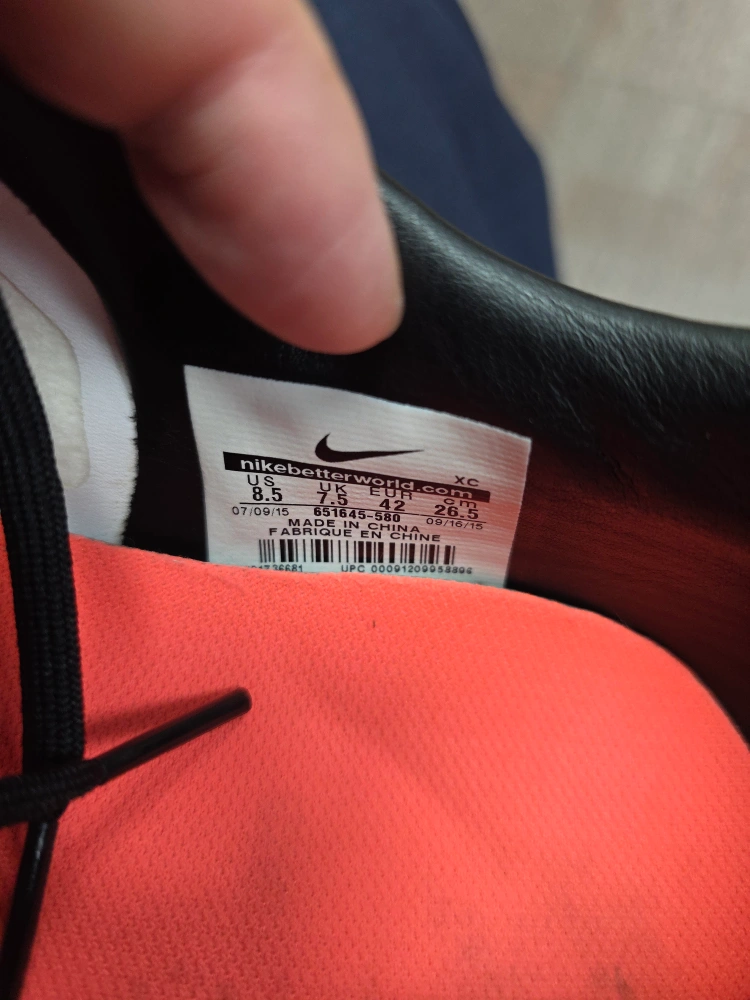 nikebetterworld.com
XC
US UK EUR cm
8.5 7.5 42 26.5
07/09/15 651645-580 09/16/15
MADE IN CHINA
FABRIQUE EN CHINE
UPC 00091209958896